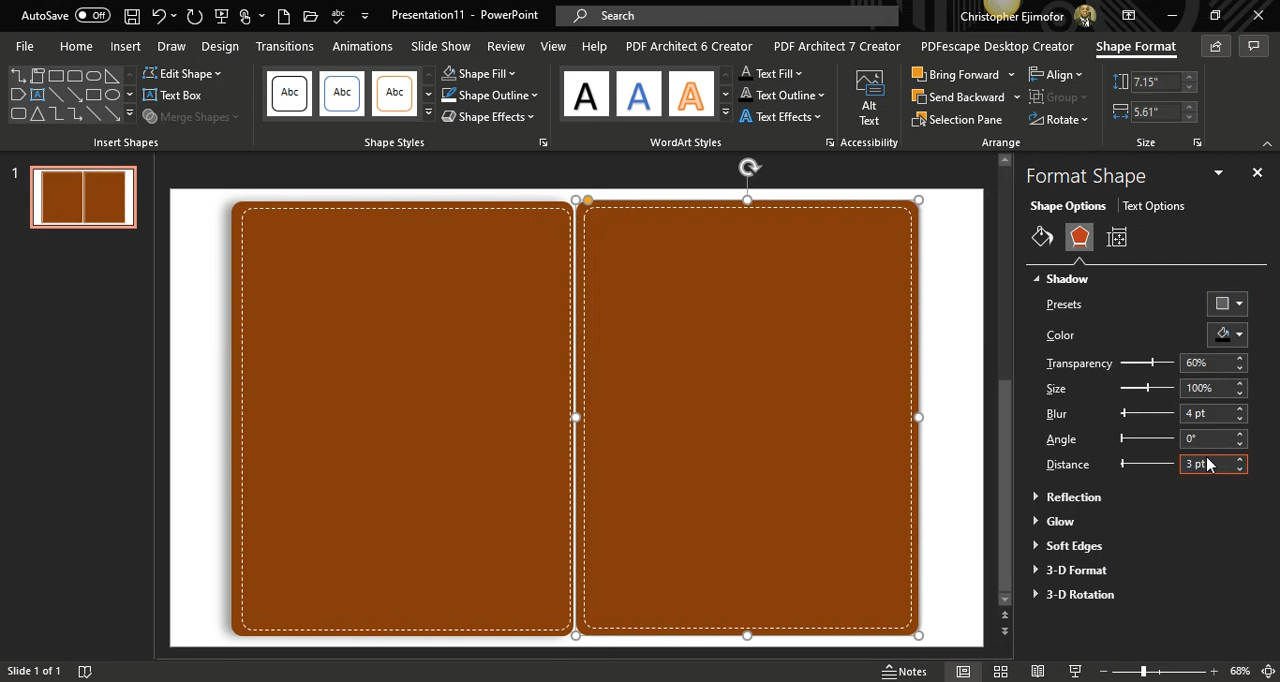 AutoSave Off Presentation11 - PowerPoint Search Christopher Ejimofor
File Home Insert Draw Design Transitions Animations Slide Show Review View Help PDF Architect 6 Creator PDF Architect 7 Creator PDFescape Desktop Creator Shape Format
Edit Shape Abc Abc Abc Shape Fill A A A Text Fill Bring Forward Align 7.15"
Text Box Shape Outline Text Outline Alt Text Send Backward Group 5.61"
Merge Shapes Shape Effects Text Effects Selection Pane Rotate
Insert Shapes Shape Styles WordArt Styles Accessibility Arrange Size
1
Format Shape
Shape Options Text Options
Shadow
Presets
Color
Transparency 60%
Size 100%
Blur 4 pt
Angle 0°
Distance 3 pt
Reflection
Glow
Soft Edges
3-D Format
3-D Rotation
Slide 1 of 1 Notes 68%